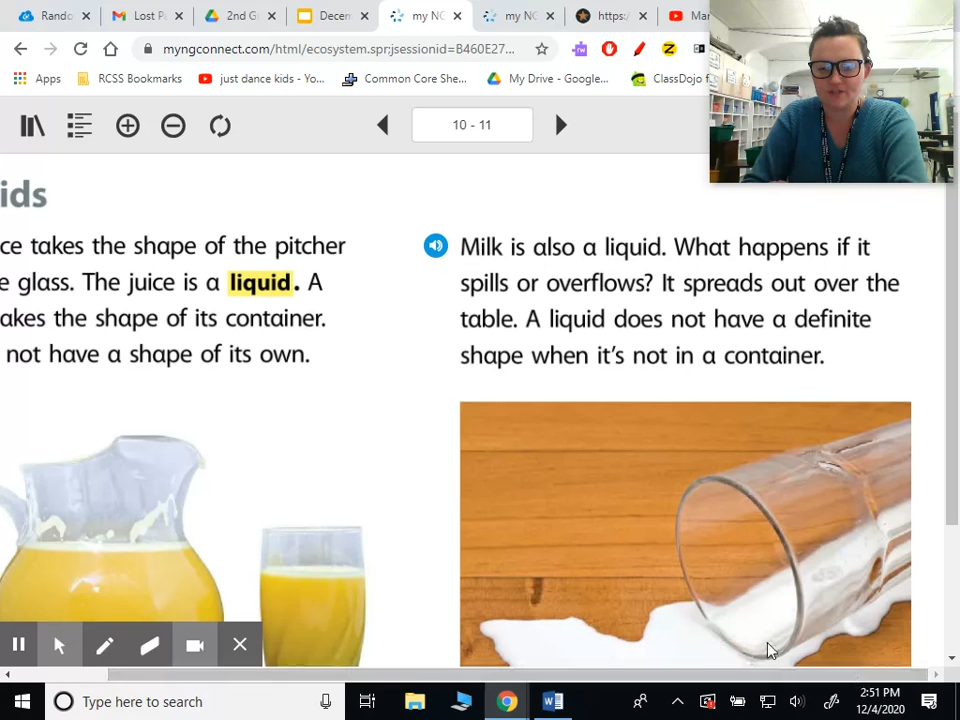 Rando
Lost Pa
2nd G
Decem
my NG
my NG
https:/
Mar
myngconnect.com/html/ecosystem.spr;jsessionid=B460E27...
Apps
RCSS Bookmarks
just dance kids - Yo...
Common Core She...
My Drive - Google...
ClassDojo f
10 - 11
ids
ce takes the shape of the pitcher
e glass. The juice is a liquid. A
akes the shape of its container.
not have a shape of its own.
Milk is also a liquid. What happens if it
spills or overflows? It spreads out over the
table. A liquid does not have a definite
shape when it's not in a container.
Type here to search
2:51 PM
12/4/2020